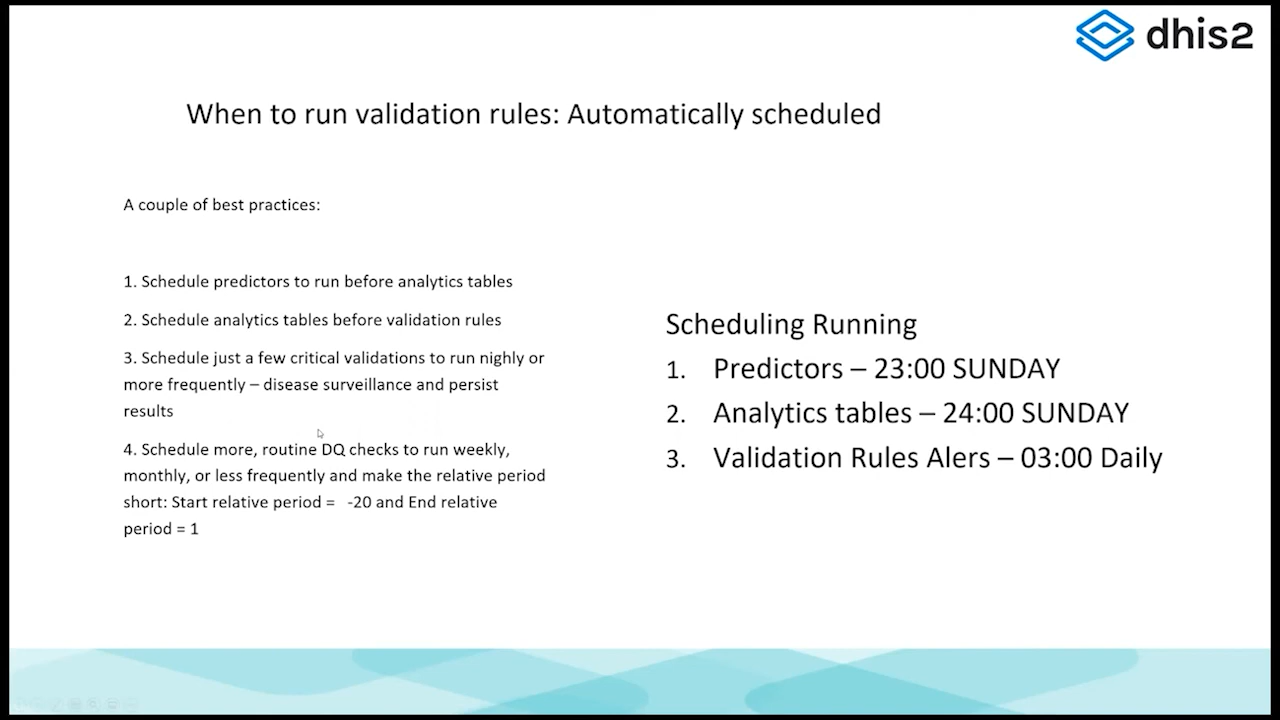 dhis2
When to run validation rules: Automatically scheduled
A couple of best practices:
1. Schedule predictors to run before analytics tables
2. Schedule analytics tables before validation rules
3. Schedule just a few critical validations to run nighly or
more frequently – disease surveillance and persist
results
4. Schedule more, routine DQ checks to run weekly,
monthly, or less frequently and make the relative period
short: Start relative period = -20 and End relative
period = 1
Scheduling Running
1. Predictors – 23:00 SUNDAY
2. Analytics tables – 24:00 SUNDAY
3. Validation Rules Alers – 03:00 Daily